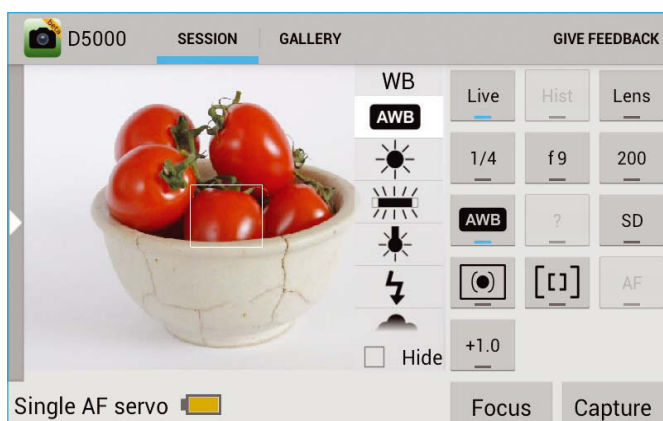 beta
D5000 SESSION GALLERY GIVE FEEDBACK
WB
AWB
Hide
Live Hist Lens
1/4 f 9 200
AWB ? SD
AF
+1.0
Single AF servo
Focus Capture